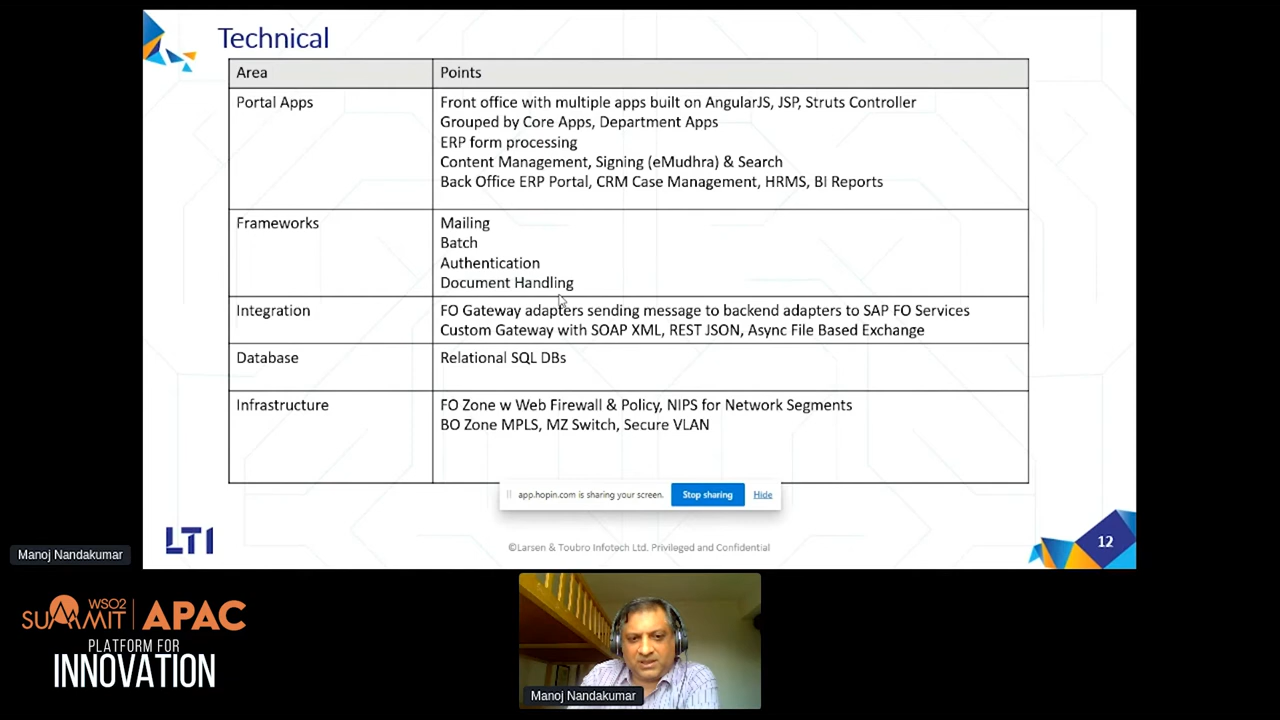 Technical
Area Points
Portal Apps Front office with multiple apps built on AngularJS, JSP, Struts Controller
Grouped by Core Apps, Department Apps
ERP form processing
Content Management, Signing (eMudhra) & Search
Back Office ERP Portal, CRM Case Management, HRMS, BI Reports
Frameworks Mailing
Batch
Authentication
Document Handling
Integration FO Gateway adapters sending message to backend adapters to SAP FO Services
Custom Gateway with SOAP XML, REST JSON, Async File Based Exchange
Database Relational SQL DBs
Infrastructure FO Zone w Web Firewall & Policy, NIPS for Network Segments
BO Zone MPLS, MZ Switch, Secure VLAN
app.hopin.com is sharing your screen. Stop sharing Hide
LTI
©Larsen & Toubro Infotech Ltd. Privileged and Confidential
12
Manoj Nandakumar
WSO2
SUMMIT APAC
PLATFORM FOR
INNOVATION
Manoj Nandakumar